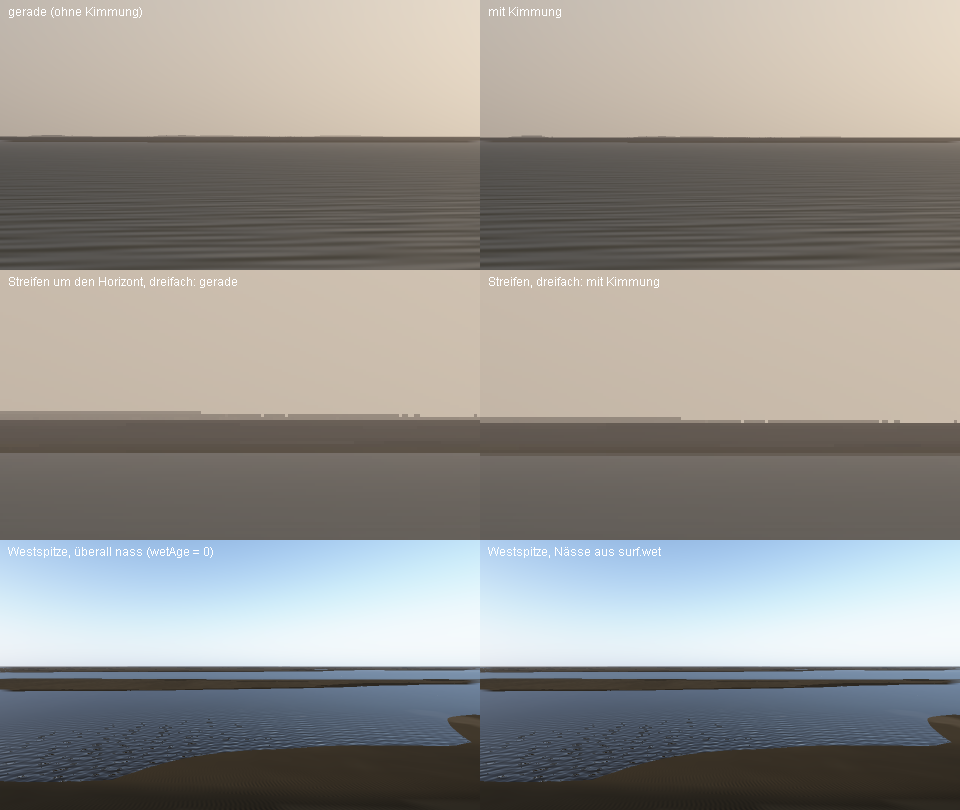 gerade (ohne Kimmung)
mit Kimmung
Streifen um den Horizont, dreifach: gerade
Streifen, dreifach: mit Kimmung
Westspitze, überall nass (wetAge = 0)
Westspitze, Nässe aus surf.wet